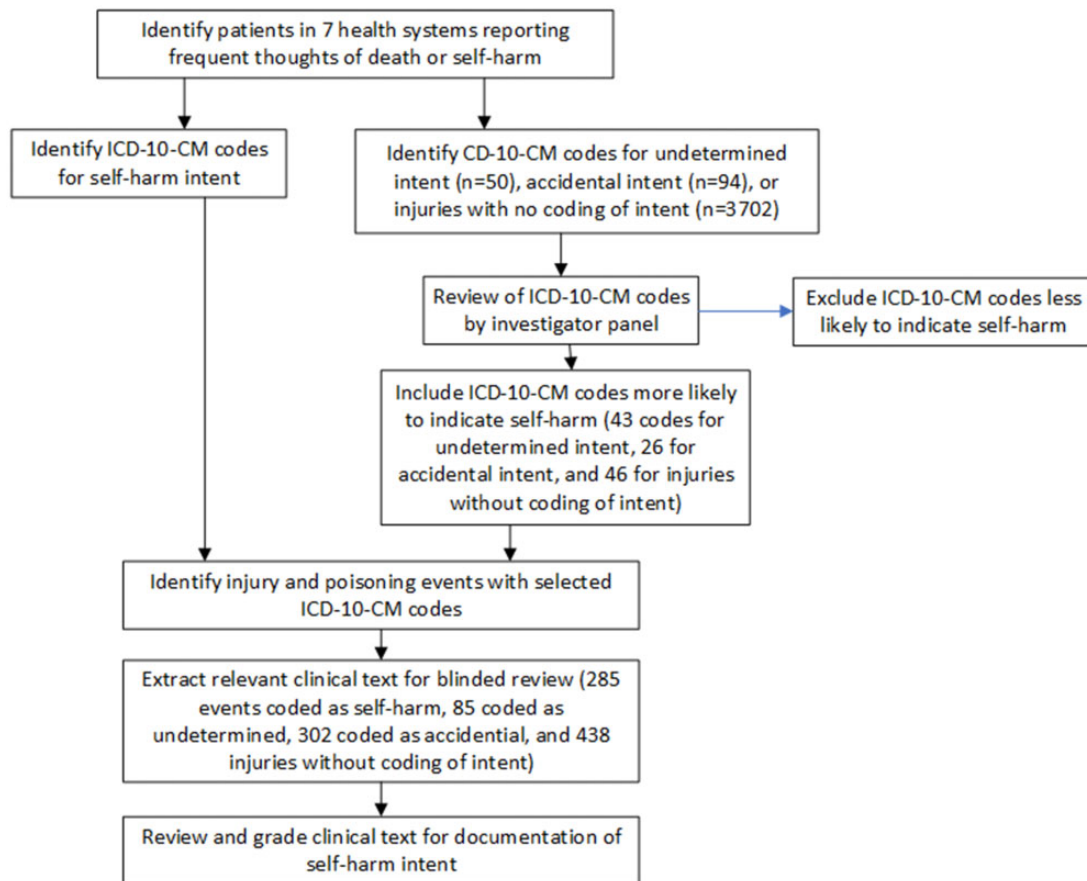 Identify patients in 7 health systems reporting
frequent thoughts of death or self-harm
Identify ICD-10-CM codes
for self-harm intent
Identify CD-10-CM codes for undetermined
intent (n=50), accidental intent (n=94), or
injuries with no coding of intent (n=3702)
Review of ICD-10-CM codes
by investigator panel
Exclude ICD-10-CM codes less
likely to indicate self-harm
Include ICD-10-CM codes more likely
to indicate self-harm (43 codes for
undetermined intent, 26 for
accidental intent, and 46 for injuries
without coding of intent)
Identify injury and poisoning events with selected
ICD-10-CM codes
Extract relevant clinical text for blinded review (285
events coded as self-harm, 85 coded as
undetermined, 302 coded as accidential, and 438
injuries without coding of intent)
Review and grade clinical text for documentation of
self-harm intent